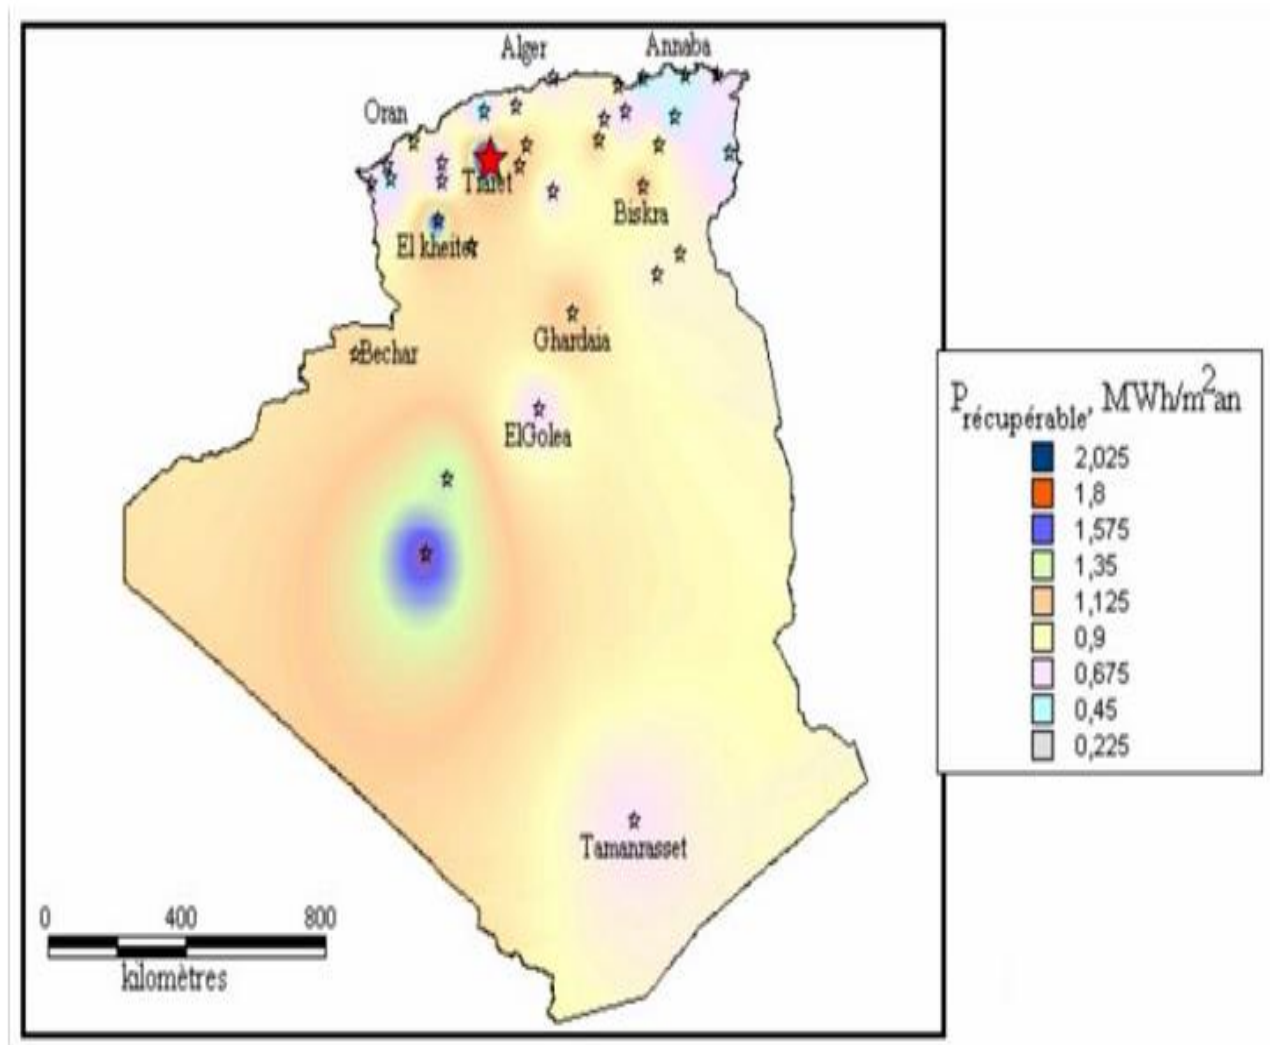 Alger
Annaba
Oran
Tiaret
Biskra
El kheiter
Ghardaia
Bechar
ElGolea
Tamanrasset
0 400 800
kilomètres
P récupérable, MWh/m²an
2,025
1,8
1,575
1,35
1,125
0,9
0,675
0,45
0,225